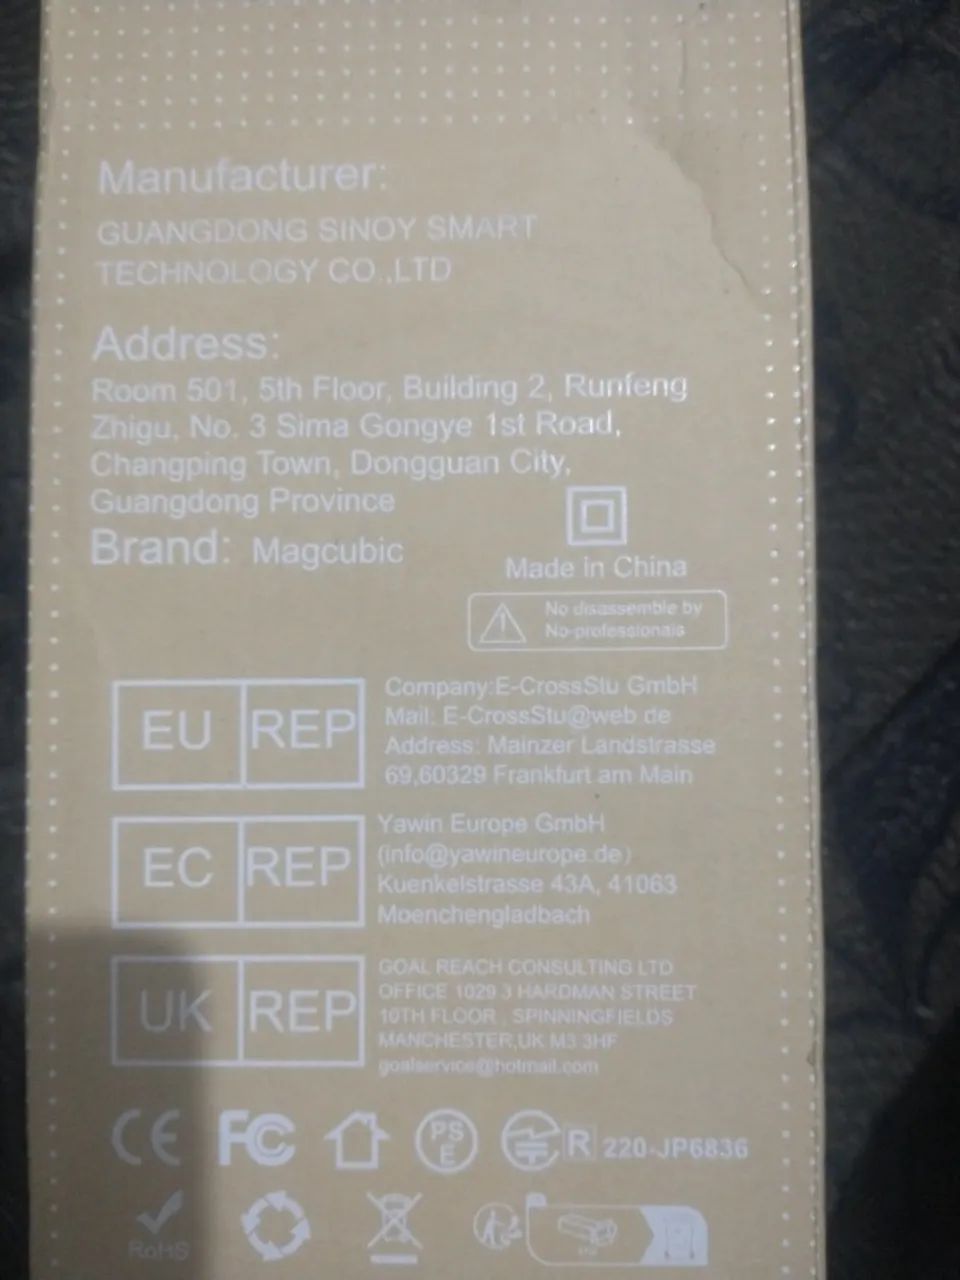 Manufacturer:
GUANGDONG SINOY SMART
TECHNOLOGY CO.,LTD
Address:
Room 501, 5th Floor, Building 2, Runfeng
Zhigu, No. 3 Sima Gongye 1st Road,
Changping Town, Dongguan City,
Guangdong Province
Brand: Magcubic
Made in China
No disassemble by
No-professionals
EU REP
Company:E-CrossStu GmbH
Mail: E-CrossStu@web.de
Address: Mainzer Landstrasse
69,60329 Frankfurt am Main
EC REP
Yawin Europe GmbH
(info@yawineurope.de)
Kuenkelstrasse 43A, 41063
Moenchengladbach
UK REP
GOAL REACH CONSULTING LTD
OFFICE 1029 3 HARDMAN STREET
10TH FLOOR , SPINNINGFIELDS
MANCHESTER,UK M3 3HF
goalservice@hotmail.com
CE FC PS E R 220-JP6836
RoHS